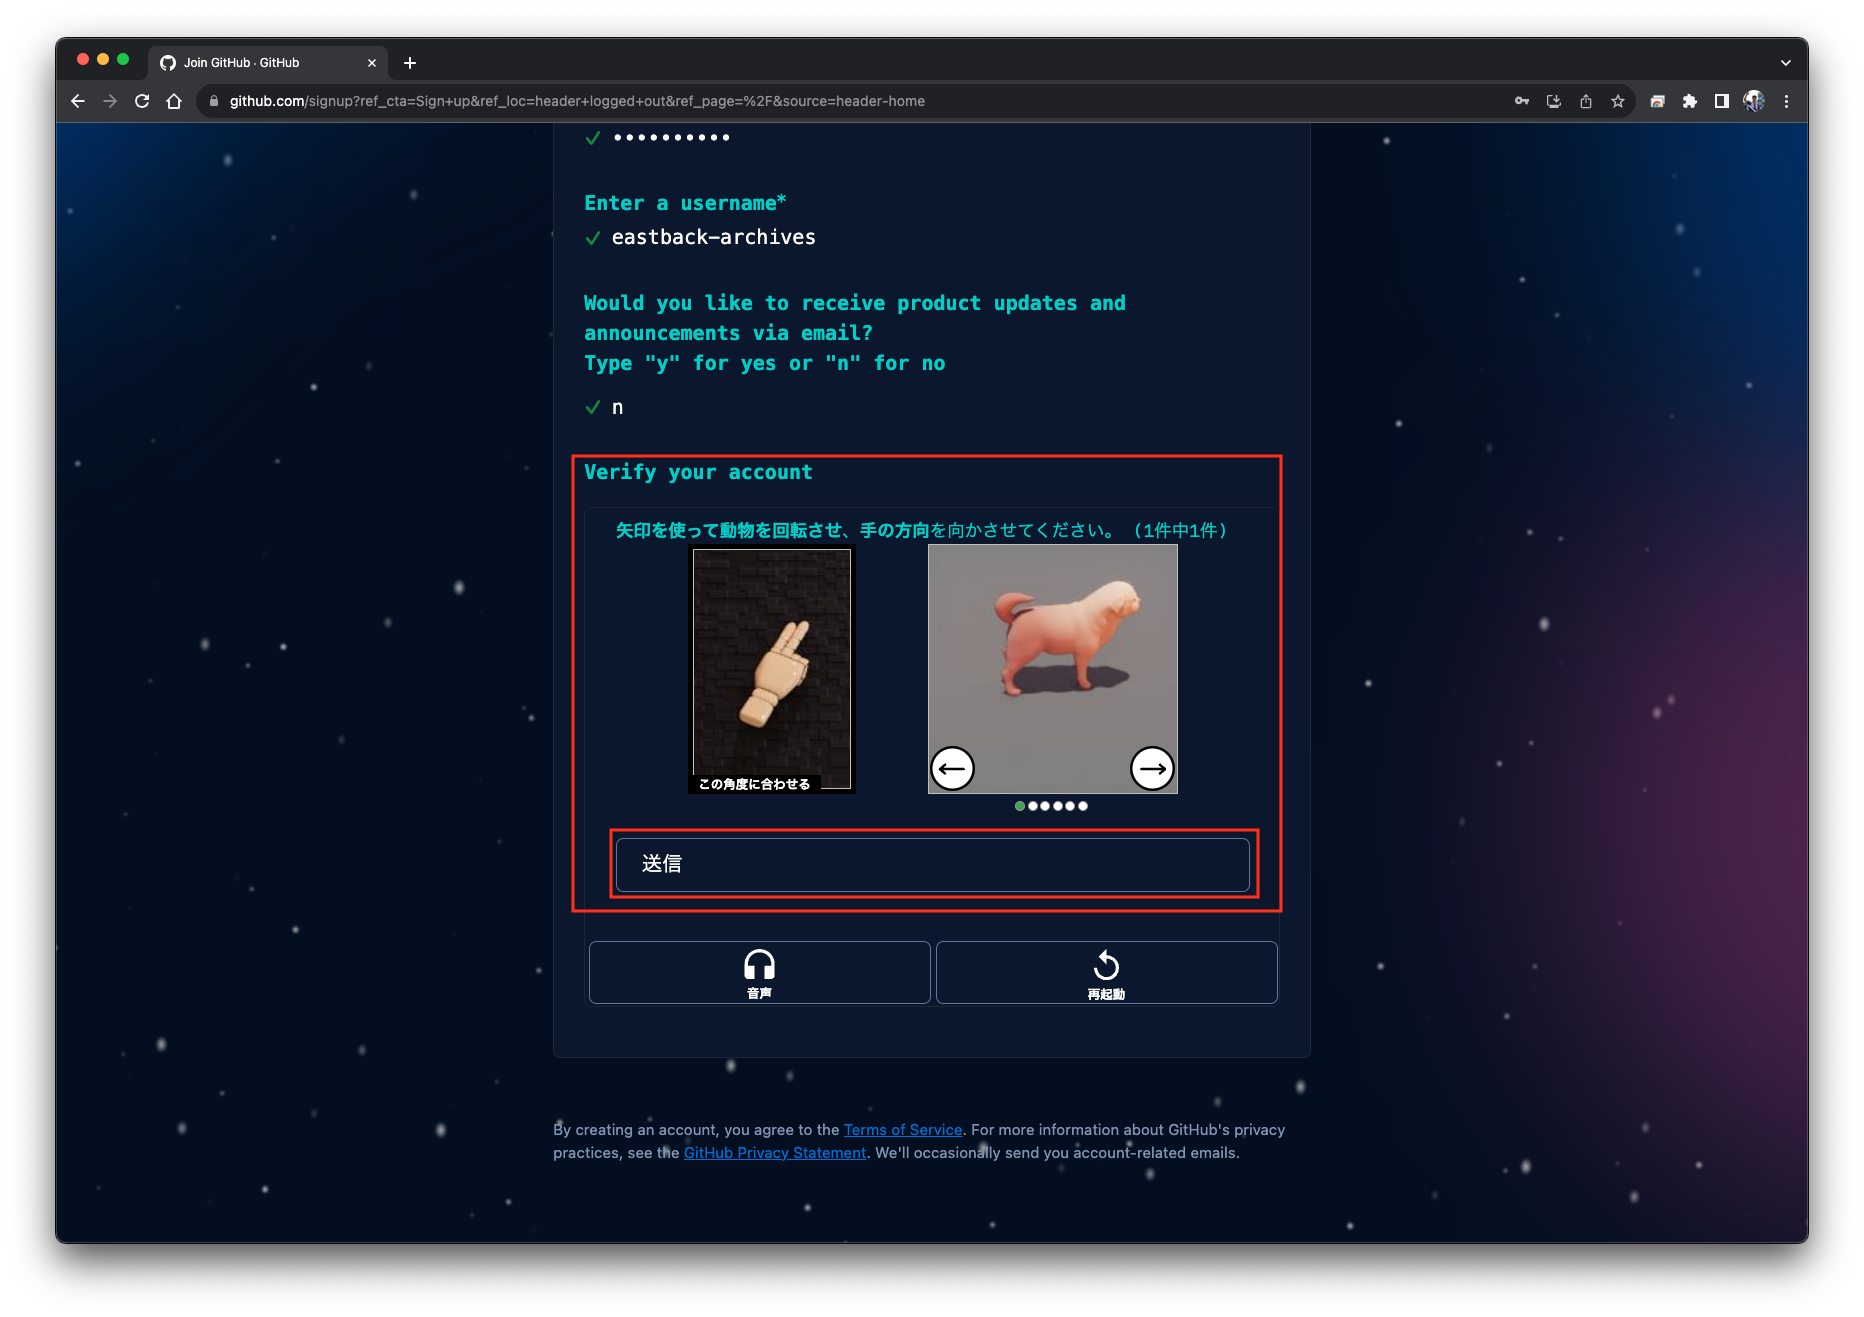 Join GitHub · GitHub
github.com/signup?ref_cta=Sign+up&ref_loc=header+logged+out&ref_page=%2F&source=header-home
••••••••••
Enter a username*
eastback-archives
Would you like to receive product updates and
announcements via email?
Type "y" for yes or "n" for no
n
Verify your account
矢印を使って動物を回転させ、手の方向を向かさせてください。（1件中1件）
この角度に合わせる
送信
音声
再起動
By creating an account, you agree to the Terms of Service. For more information about GitHub's privacy
practices, see the GitHub Privacy Statement. We'll occasionally send you account-related emails.